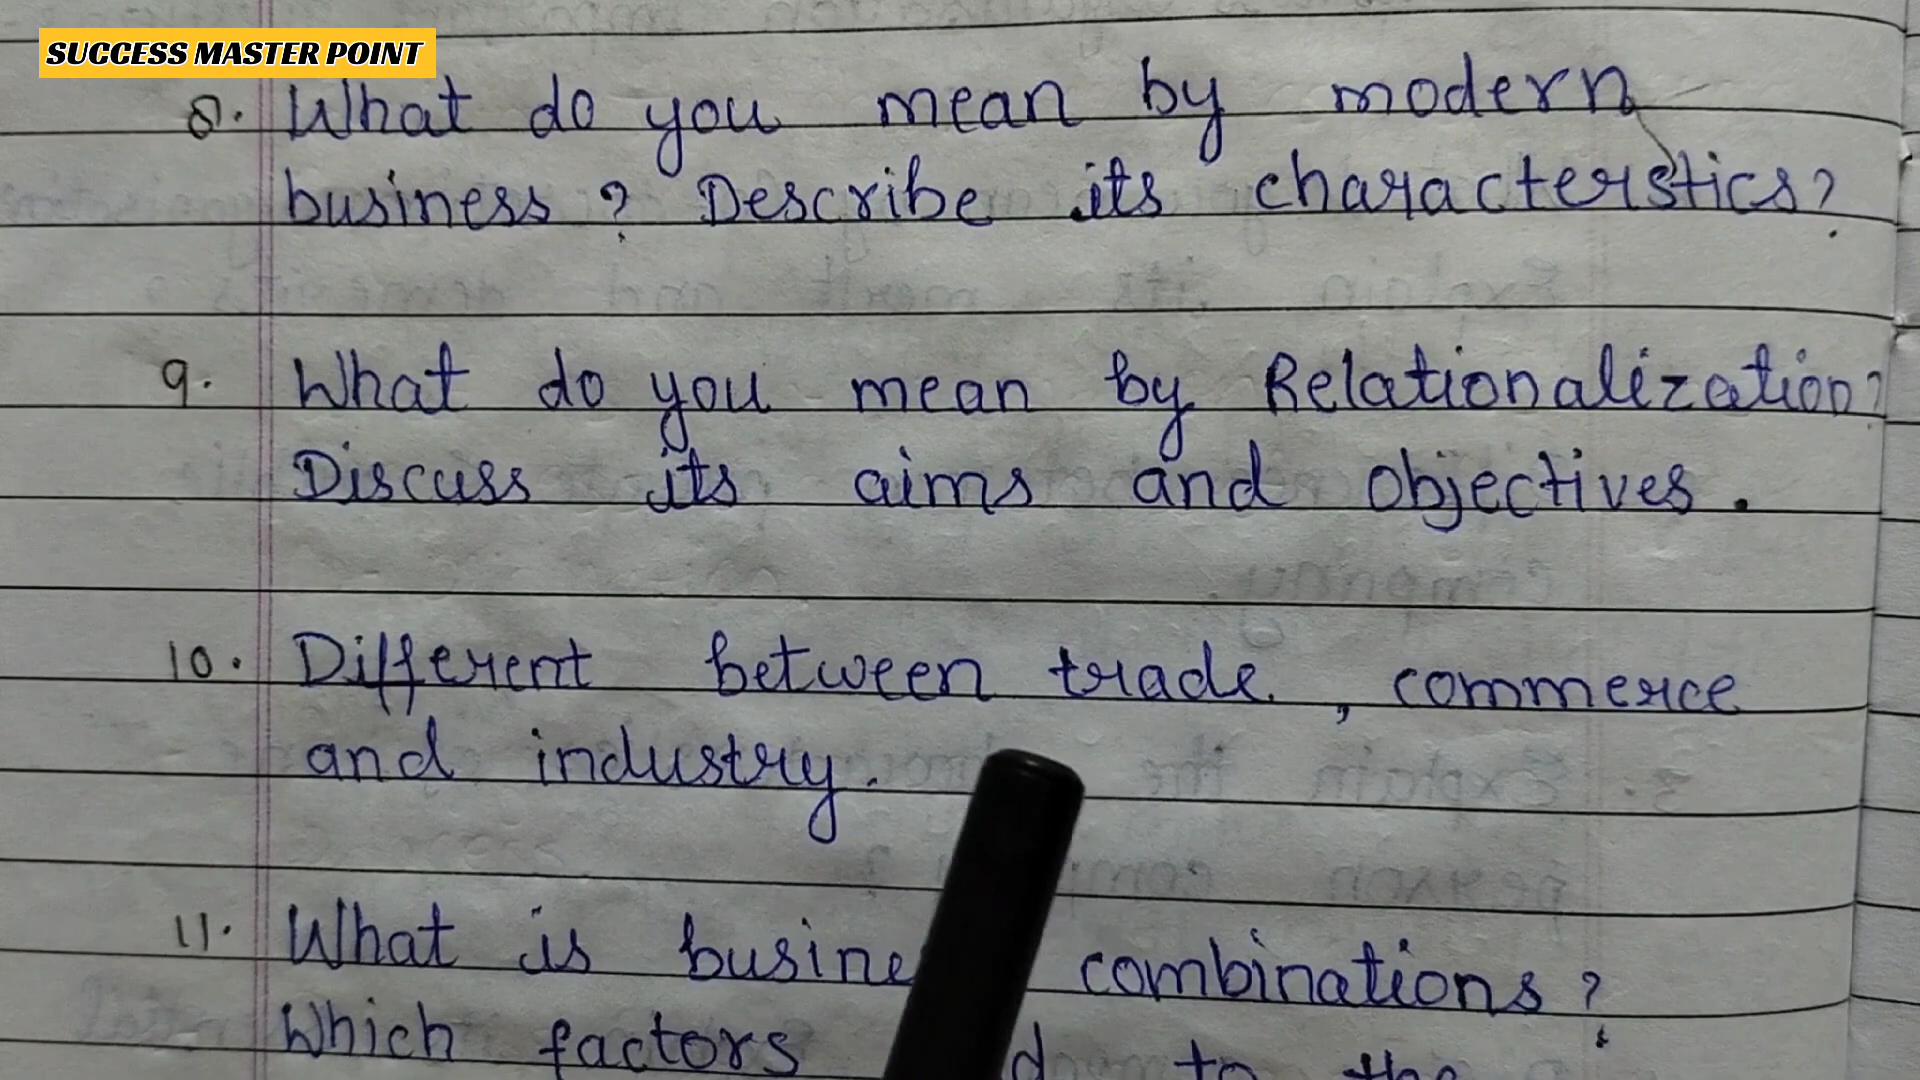 SUCCESS MASTER POINT
8. What do you mean by modern
business? Describe its characterstics?
9. What do you mean by Relationalization?
Discuss its aims and objectives.
10. Different between trade, commerce
and industry.
11. What is combinations?
Which factors to the